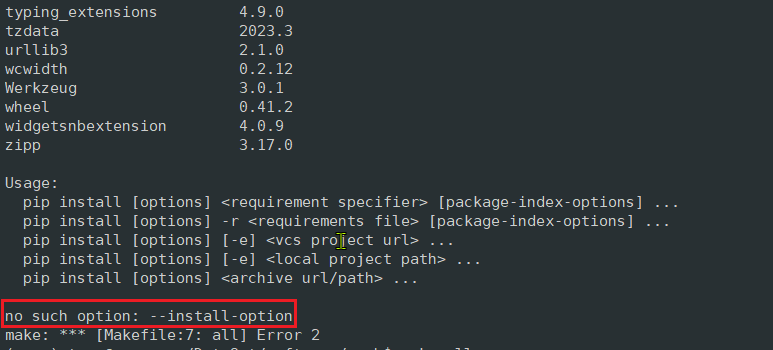 typing_extensions 4.9.0
tzdata 2023.3
urllib3 2.1.0
wcwidth 0.2.12
Werkzeug 3.0.1
wheel 0.41.2
widgetsnbextension 4.0.9
zipp 3.17.0
Usage:
pip install [options] <requirement specifier> [package-index-options] ...
pip install [options] -r <requirements file> [package-index-options] ...
pip install [options] [-e] <vcs project url> ...
pip install [options] [-e] <local project path> ...
pip install [options] <archive url/path> ...
no such option: --install-option
make: *** [Makefile:7: all] Error 2